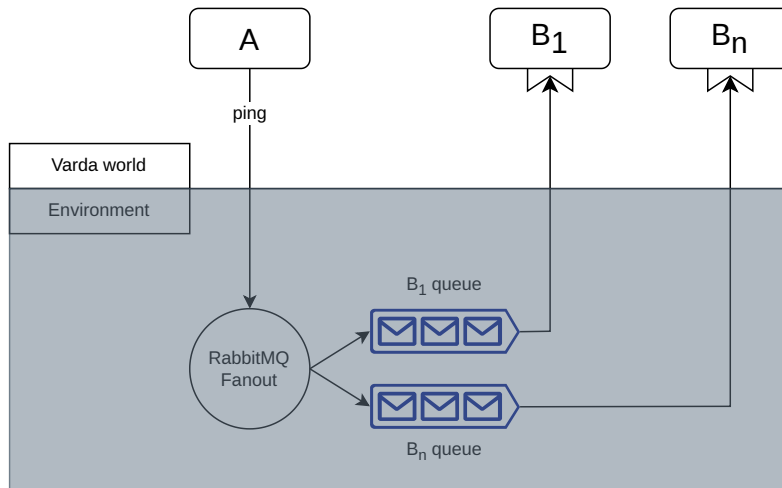 A
B1
Bn
ping
Varda world
Environment
B1 queue
RabbitMQ
Fanout
Bn queue